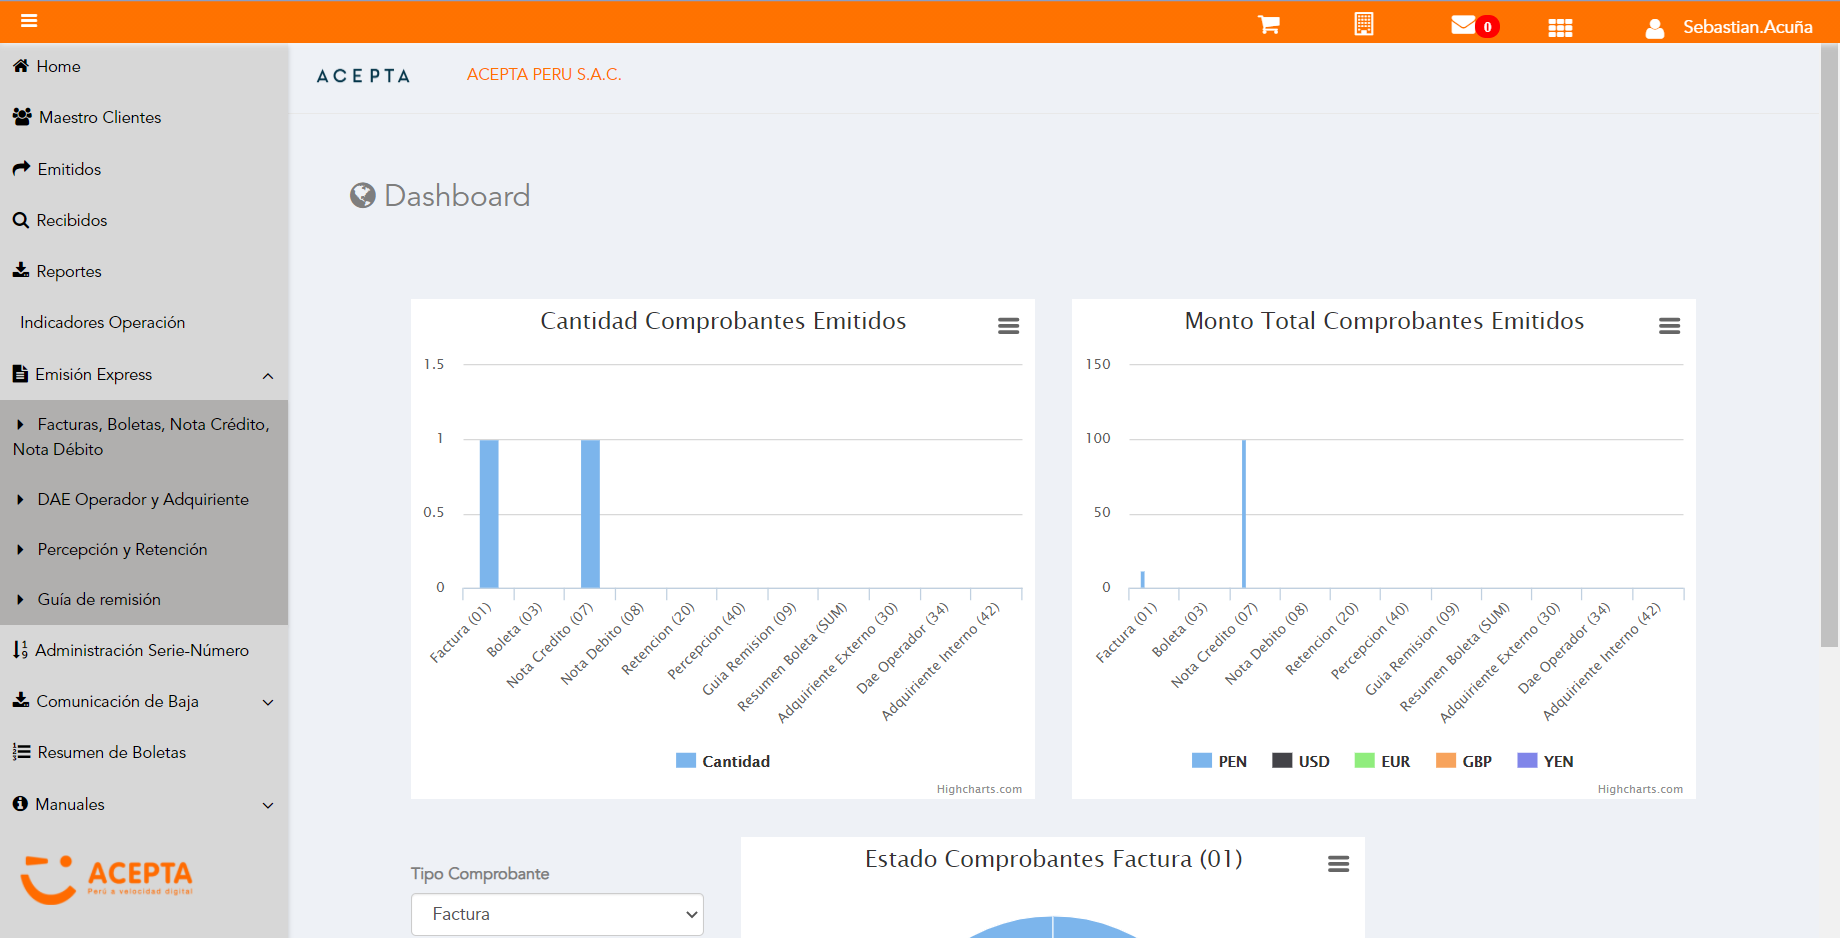 0
Sebastian.Acuña
Home
Maestro Clientes
Emitidos
Recibidos
Reportes
Indicadores Operación
Emisión Express
Facturas, Boletas, Nota Crédito,
Nota Débito
DAE Operador y Adquiriente
Percepción y Retención
Guía de remisión
Administración Serie-Número
Comunicación de Baja
Resumen de Boletas
Manuales
ACEPTA
Perú a velocidad digital
ACEPTA
ACEPTA PERU S.A.C.
Dashboard
Cantidad Comprobantes Emitidos
1.5
1
0.5
0
Factura (01)
Boleta (03)
Nota Credito (07)
Nota Debito (08)
Retencion (20)
Percepcion (40)
Guia Remision (09)
Resumen Boleta (SUM)
Adquiriente Externo (30)
Dae Operador (34)
Adquiriente Interno (42)
Cantidad
Highcharts.com
Monto Total Comprobantes Emitidos
150
100
50
0
Factura (01)
Boleta (03)
Nota Credito (07)
Nota Debito (08)
Retencion (20)
Percepcion (40)
Guia Remision (09)
Resumen Boleta (SUM)
Adquiriente Externo (30)
Dae Operador (34)
Adquiriente Interno (42)
PEN
USD
EUR
GBP
YEN
Highcharts.com
Tipo Comprobante
Factura
Estado Comprobantes Factura (01)